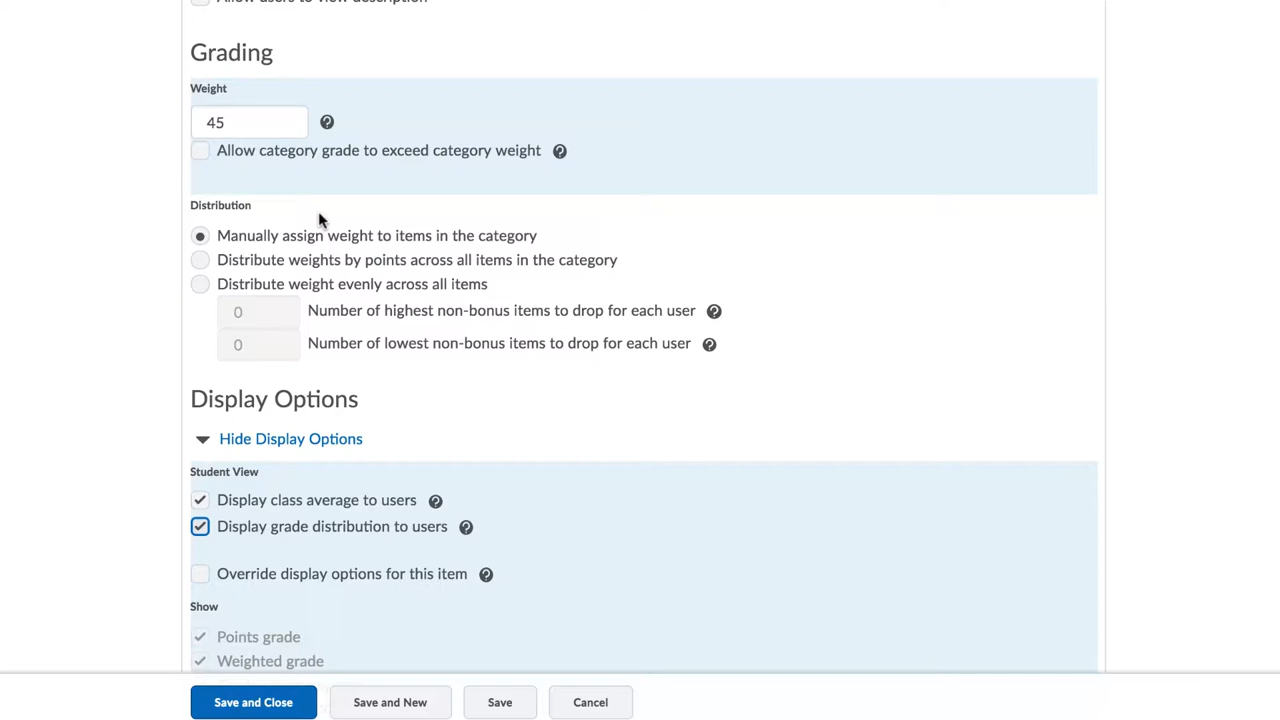 Allow users to view description
Grading
Weight
45
Allow category grade to exceed category weight
Distribution
Manually assign weight to items in the category
Distribute weights by points across all items in the category
Distribute weight evenly across all items
0 Number of highest non-bonus items to drop for each user
0 Number of lowest non-bonus items to drop for each user
Display Options
Hide Display Options
Student View
Display class average to users
Display grade distribution to users
Override display options for this item
Show
Points grade
Weighted grade
Save and Close Save and New Save Cancel